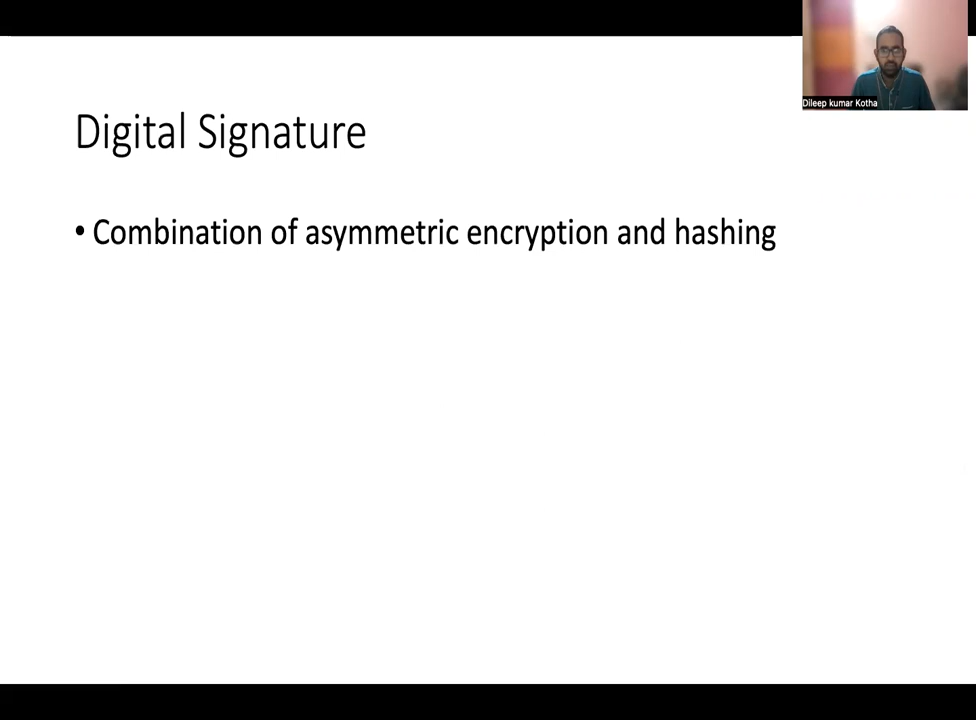 Dileep kumar Kotha
Digital Signature
• Combination of asymmetric encryption and hashing